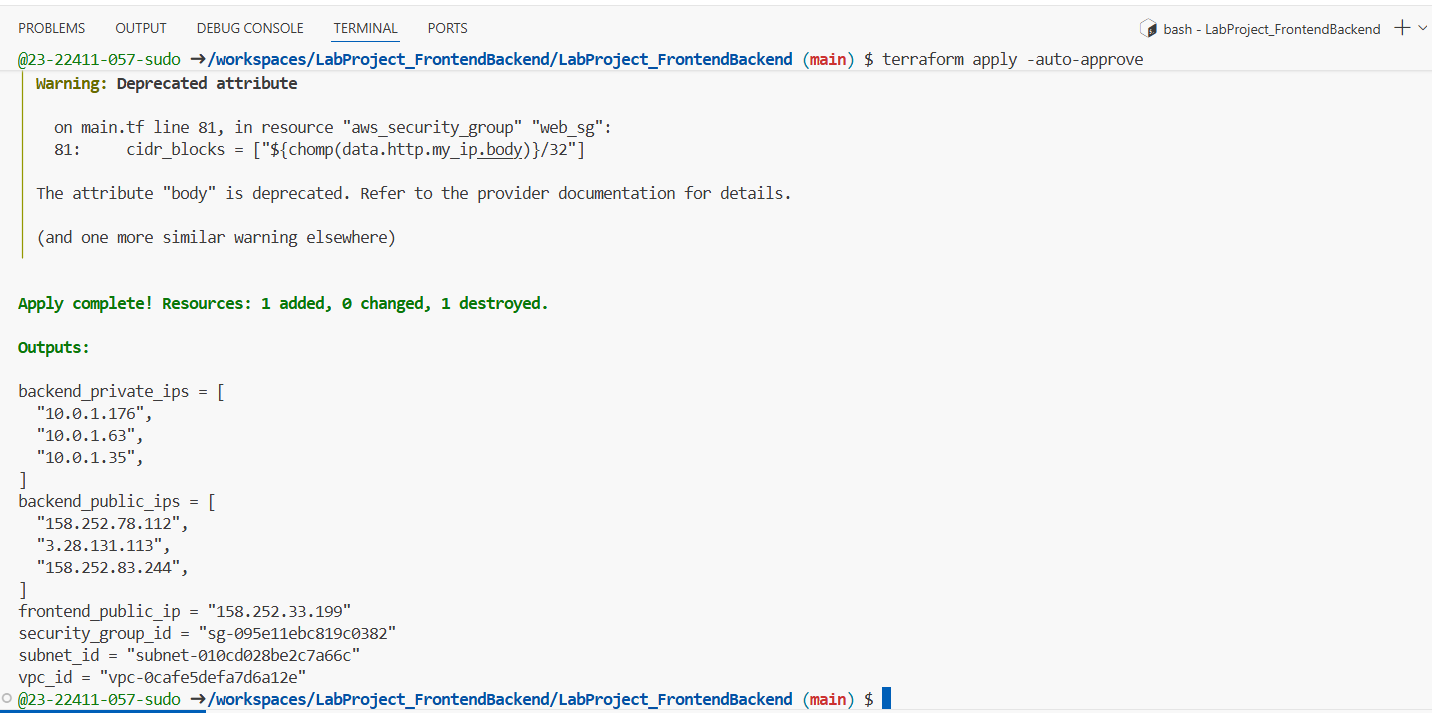 PROBLEMS OUTPUT DEBUG CONSOLE TERMINAL PORTS bash - LabProject_FrontendBackend
@23-22411-057-sudo →/workspaces/LabProject_FrontendBackend/LabProject_FrontendBackend (main) $ terraform apply -auto-approve
Warning: Deprecated attribute
on main.tf line 81, in resource "aws_security_group" "web_sg":
81: cidr_blocks = ["${chomp(data.http.my_ip.body)}/32"]
The attribute "body" is deprecated. Refer to the provider documentation for details.
(and one more similar warning elsewhere)
Apply complete! Resources: 1 added, 0 changed, 1 destroyed.
Outputs:
backend_private_ips = [
"10.0.1.176",
"10.0.1.63",
"10.0.1.35",
]
backend_public_ips = [
"158.252.78.112",
"3.28.131.113",
"158.252.83.244",
]
frontend_public_ip = "158.252.33.199"
security_group_id = "sg-095e11ebc819c0382"
subnet_id = "subnet-010cd028be2c7a66c"
vpc_id = "vpc-0cafe5defa7d6a12e"
@23-22411-057-sudo →/workspaces/LabProject_FrontendBackend/LabProject_FrontendBackend (main) $